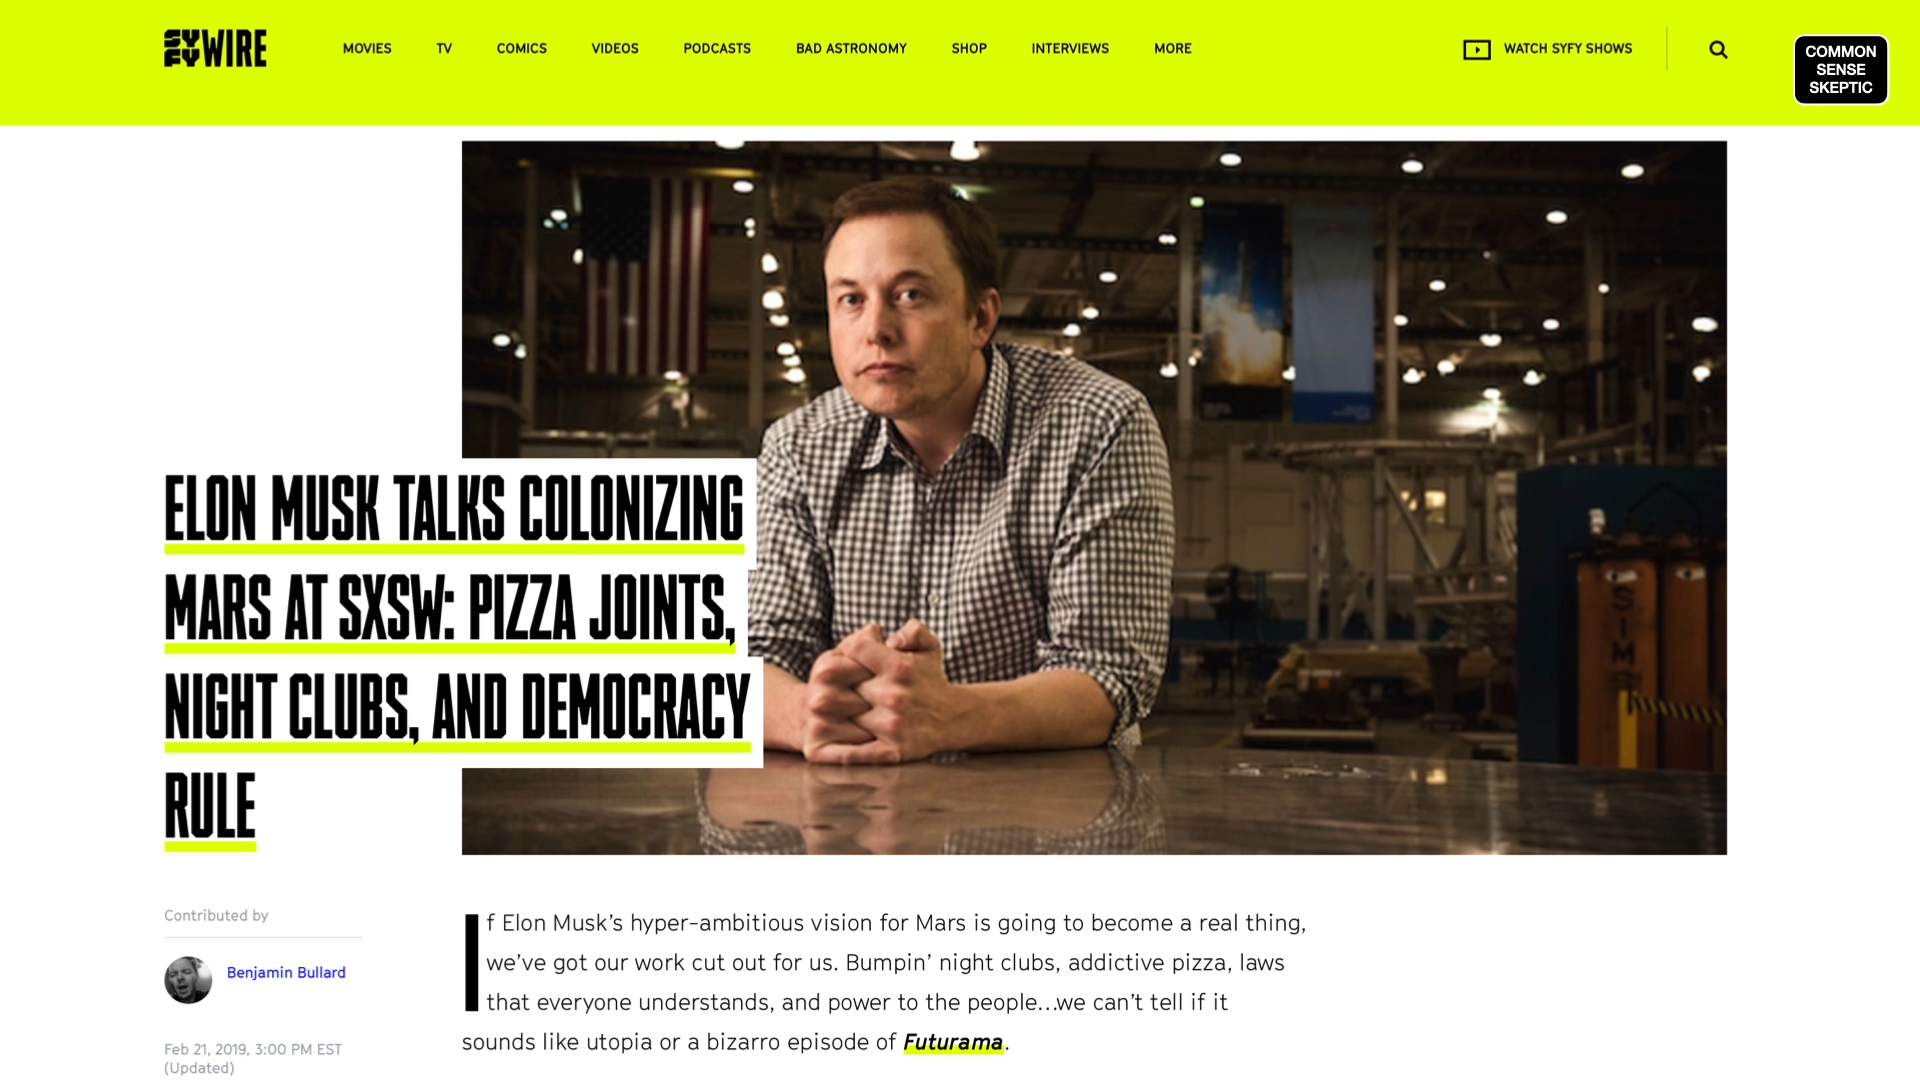 SYFY WIRE
MOVIES
TV
COMICS
VIDEOS
PODCASTS
BAD ASTRONOMY
SHOP
INTERVIEWS
MORE
WATCH SYFY SHOWS
COMMON
SENSE
SKEPTIC
ELON MUSK TALKS COLONIZING
MARS AT SXSW: PIZZA JOINTS,
NIGHT CLUBS, AND DEMOCRACY
RULE
SIM
Contributed by
Benjamin Bullard
Feb 21, 2019, 3:00 PM EST
(Updated)
If Elon Musk’s hyper-ambitious vision for Mars is going to become a real thing,
we’ve got our work cut out for us. Bumpin’ night clubs, addictive pizza, laws
that everyone understands, and power to the people...we can’t tell if it
sounds like utopia or a bizarro episode of Futurama.